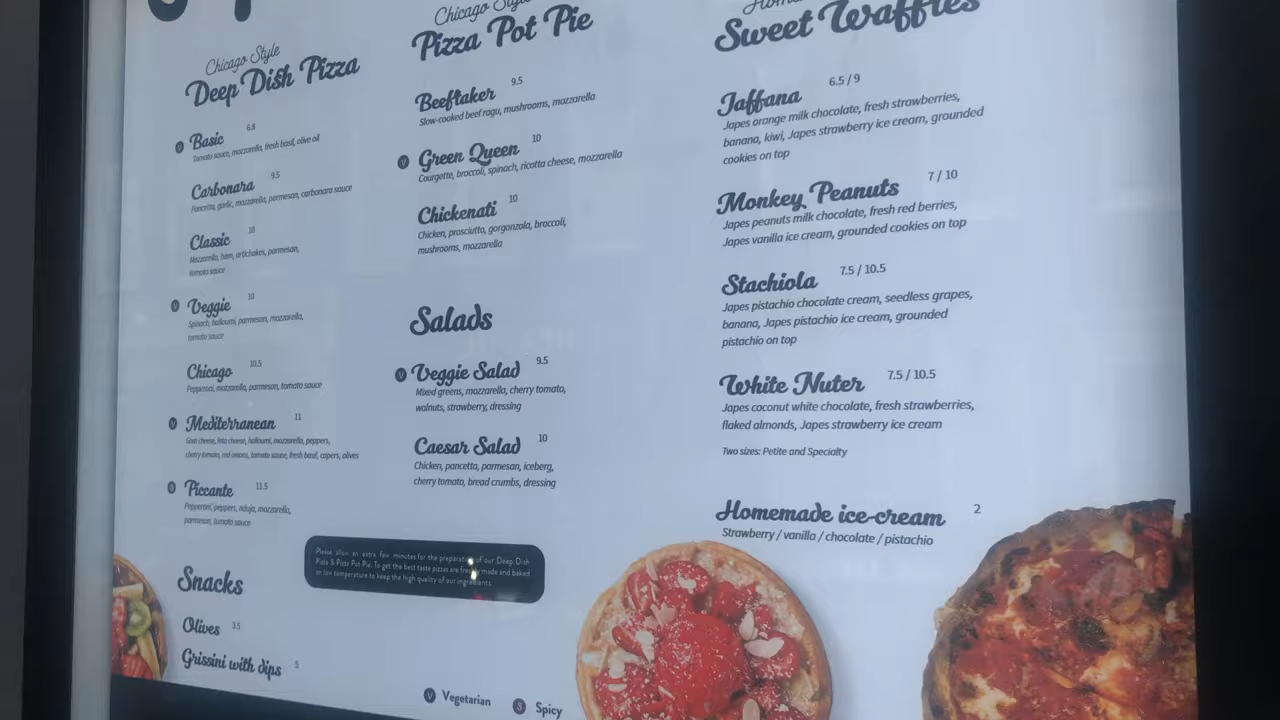 Chicago Style
Deep Dish Pizza
V Basic 6.8
Tomato sauce, mozzarella, fresh basil, olive oil
Carbonara 9.5
Pancetta, garlic, mozzarella, parmesan, carbonara sauce
Classic 10
Mozzarella, ham, artichokes, parmesan,
tomato sauce
V Veggie 10
Spinach, halloumi, parmesan, mozzarella,
tomato sauce
Chicago 10.5
Pepperoni, mozzarella, parmesan, tomato sauce
V Mediterranean 11
Goat cheese, feta cheese, halloumi, mozzarella, peppers,
cherry tomato, red onions, tomato sauce, fresh basil, capers, olives
S Piccante 11.5
Pepperoni, peppers, nduja, mozzarella,
parmesan, tomato sauce
Snacks
Olives 3.5
Grissini with dips 5
Chicago Style
Pizza Pot Pie
Beeftaker 9.5
Slow-cooked beef ragu, mushrooms, mozzarella
V Green Queen 10
Courgette, broccoli, spinach, ricotta cheese, mozzarella
Chickenati 10
Chicken, prosciutto, gorgonzola, broccoli,
mushrooms, mozzarella
Salads
V Veggie Salad 9.5
Mixed greens, mozzarella, cherry tomato,
walnuts, strawberry, dressing
Caesar Salad 10
Chicken, pancetta, parmesan, iceberg,
cherry tomato, bread crumbs, dressing
Please allow an extra few minutes for the preparation of our Deep Dish
Pizza & Pizza Pot Pie. To get the best taste pizzas are freshly made and baked
on low temperature to keep the high quality of our ingredients.
V Vegetarian S Spicy
Sweet Waffles
Jaffana 6.5 / 9
Japes orange milk chocolate, fresh strawberries,
banana, kiwi, Japes strawberry ice cream, grounded
cookies on top
Monkey Peanuts 7 / 10
Japes peanuts milk chocolate, fresh red berries,
Japes vanilla ice cream, grounded cookies on top
Stachiola 7.5 / 10.5
Japes pistachio chocolate cream, seedless grapes,
banana, Japes pistachio ice cream, grounded
pistachio on top
White Nuter 7.5 / 10.5
Japes coconut white chocolate, fresh strawberries,
flaked almonds, Japes strawberry ice cream
Two sizes: Petite and Specialty
Homemade ice-cream 2
Strawberry / vanilla / chocolate / pistachio